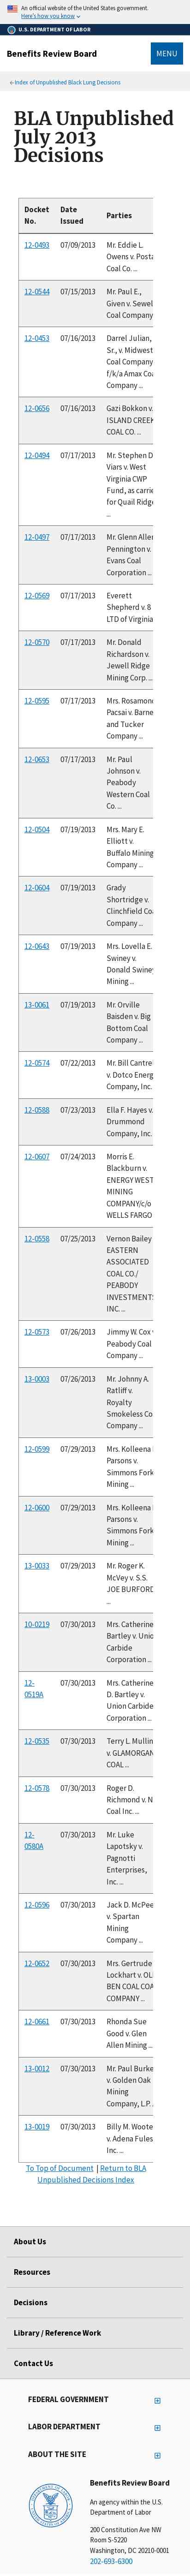 An official website of the United States government.
Here's how you know
U.S. DEPARTMENT OF LABOR
Benefits Review Board
MENU
Index of Unpublished Black Lung Decisions
BLA Unpublished
July 2013
Decisions
Docket No. Date Issued Parties
12-0493 07/09/2013 Mr. Eddie L.
Owens v. Posta
Coal Co. ...
12-0544 07/15/2013 Mr. Paul E.,
Given v. Sewel
Coal Company
12-0453 07/16/2013 Darrel Julian,
Sr., v. Midwest
Coal Company
f/k/a Amax Coa
Company ...
12-0656 07/16/2013 Gazi Bokkon v.
ISLAND CREEK
COAL CO. ...
12-0494 07/17/2013 Mr. Stephen D
Viars v. West
Virginia CWP
Fund, as carrie
for Quail Ridge
...
12-0497 07/17/2013 Mr. Glenn Allen
Pennington v.
Evans Coal
Corporation ...
12-0569 07/17/2013 Everett
Shepherd v. 8
LTD of Virginia
12-0570 07/17/2013 Mr. Donald
Richardson v.
Jewell Ridge
Mining Corp. ...
12-0595 07/17/2013 Mrs. Rosamond
Pacsai v. Barne
and Tucker
Company ...
12-0653 07/17/2013 Mr. Paul
Johnson v.
Peabody
Western Coal
Co. ...
12-0504 07/19/2013 Mrs. Mary E.
Elliott v.
Buffalo Mining
Company ...
12-0604 07/19/2013 Grady
Shortridge v.
Clinchfield Coa
Company ...
12-0643 07/19/2013 Mrs. Lovella E.
Swiney v.
Donald Swiney
Mining ...
13-0061 07/19/2013 Mr. Orville
Baisden v. Big
Bottom Coal
Company ...
12-0574 07/22/2013 Mr. Bill Cantrel
v. Dotco Energ
Company, Inc.
12-0588 07/23/2013 Ella F. Hayes v.
Drummond
Company, Inc.
12-0607 07/24/2013 Morris E.
Blackburn v.
ENERGY WEST
MINING
COMPANY/c/o
WELLS FARGO
12-0558 07/25/2013 Vernon Bailey
EASTERN
ASSOCIATED
COAL CO./
PEABODY
INVESTMENTS
INC. ...
12-0573 07/26/2013 Jimmy W. Cox v
Peabody Coal
Company ...
13-0003 07/26/2013 Mr. Johnny A.
Ratliff v.
Royalty
Smokeless Coa
Company ...
12-0599 07/29/2013 Mrs. Kolleena
Parsons v.
Simmons Fork
Mining ...
12-0600 07/29/2013 Mrs. Kolleena
Parsons v.
Simmons Fork
Mining ...
13-0033 07/29/2013 Mr. Roger K.
McVey v. S.S.
JOE BURFORD
...
10-0219 07/30/2013 Mrs. Catherine
Bartley v. Unio
Carbide
Corporation ...
12-0519A 07/30/2013 Mrs. Catherine
D. Bartley v.
Union Carbide
Corporation ...
12-0535 07/30/2013 Terry L. Mullin
v. GLAMORGAN
COAL ...
12-0578 07/30/2013 Roger D.
Richmond v. N
Coal Inc. ...
12-0580A 07/30/2013 Mr. Luke
Lapotsky v.
Pagnotti
Enterprises,
Inc. ...
12-0596 07/30/2013 Jack D. McPee
v. Spartan
Mining
Company ...
12-0652 07/30/2013 Mrs. Gertrude
Lockhart v. OL
BEN COAL COA
COMPANY ...
12-0661 07/30/2013 Rhonda Sue
Good v. Glen
Allen Mining ...
13-0012 07/30/2013 Mr. Paul Burke
v. Golden Oak
Mining
Company, L.P. .
13-0019 07/30/2013 Billy M. Woote
v. Adena Fules
Inc. ...
To Top of Document | Return to BLA
Unpublished Decisions Index
About Us
Resources
Decisions
Library / Reference Work
Contact Us
FEDERAL GOVERNMENT
LABOR DEPARTMENT
ABOUT THE SITE
Benefits Review Board
An agency within the U.S.
Department of Labor
200 Constitution Ave NW
Room S-5220
Washington, DC 20210-0001
202-693-6300